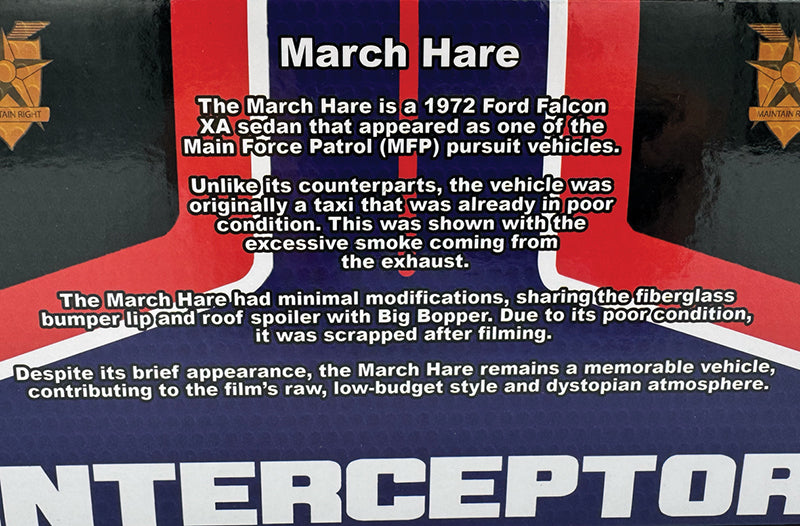 March Hare
The March Hare is a 1972 Ford Falcon
XA sedan that appeared as one of the
Main Force Patrol (MFP) pursuit vehicles.
Unlike its counterparts, the vehicle was
originally a taxi that was already in poor
condition. This was shown with the
excessive smoke coming from
the exhaust.
The March Hare had minimal modifications, sharing the fiberglass
bumper lip and roof spoiler with Big Bopper. Due to its poor condition,
it was scrapped after filming.
Despite its brief appearance, the March Hare remains a memorable vehicle,
contributing to the film's raw, low-budget style and dystopian atmosphere.
TAIN RIGHT
MAINTAIN R
NTERCEPTOR